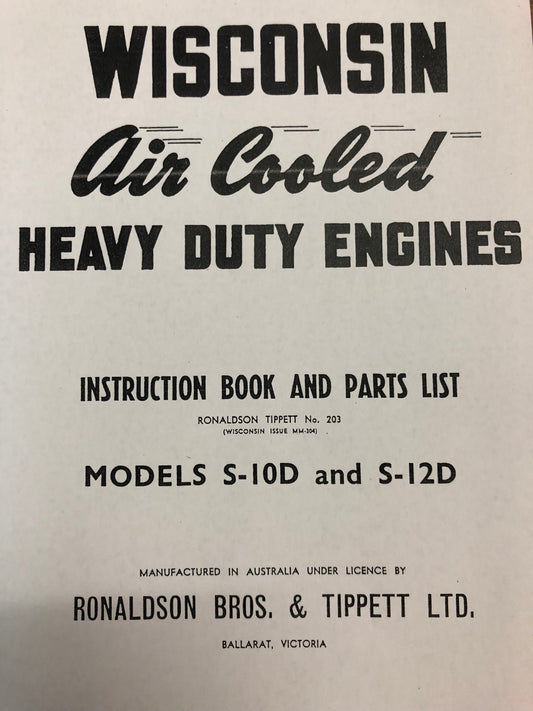 WISCONSIN
Air Cooled
HEAVY DUTY ENGINES
INSTRUCTION BOOK AND PARTS LIST
RONALDSON TIPPETT No. 203
(WISCONSIN ISSUE MM-304)
MODELS S-10D and S-12D
MANUFACTURED IN AUSTRALIA UNDER LICENCE BY
RONALDSON BROS. & TIPPETT LTD.
BALLARAT, VICTORIA